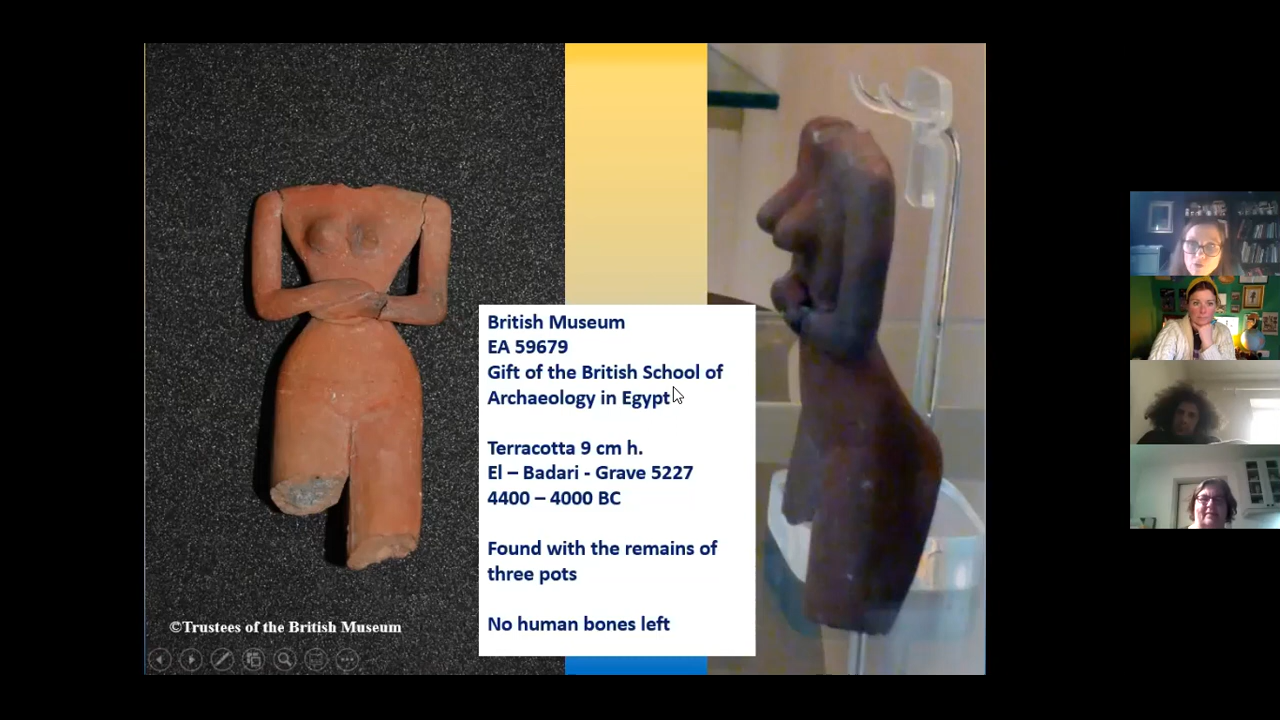 British Museum
EA 59679
Gift of the British School of
Archaeology in Egypt
Terracotta 9 cm h.
El – Badari - Grave 5227
4400 – 4000 BC
Found with the remains of
three pots
No human bones left
©Trustees of the British Museum